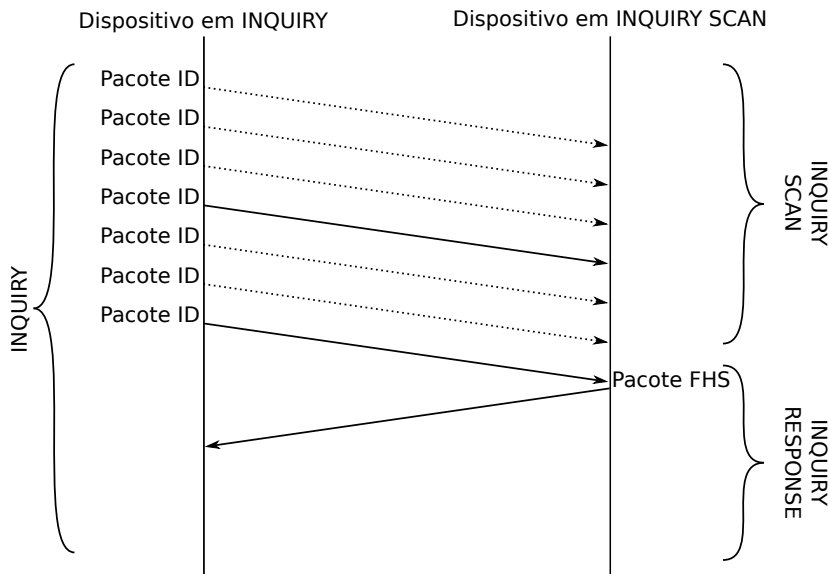 Dispositivo em INQUIRY
Dispositivo em INQUIRY SCAN
Pacote ID
Pacote ID
Pacote ID
Pacote ID
Pacote ID
Pacote ID
Pacote ID
INQUIRY
INQUIRY
SCAN
Pacote FHS
INQUIRY
RESPONSE